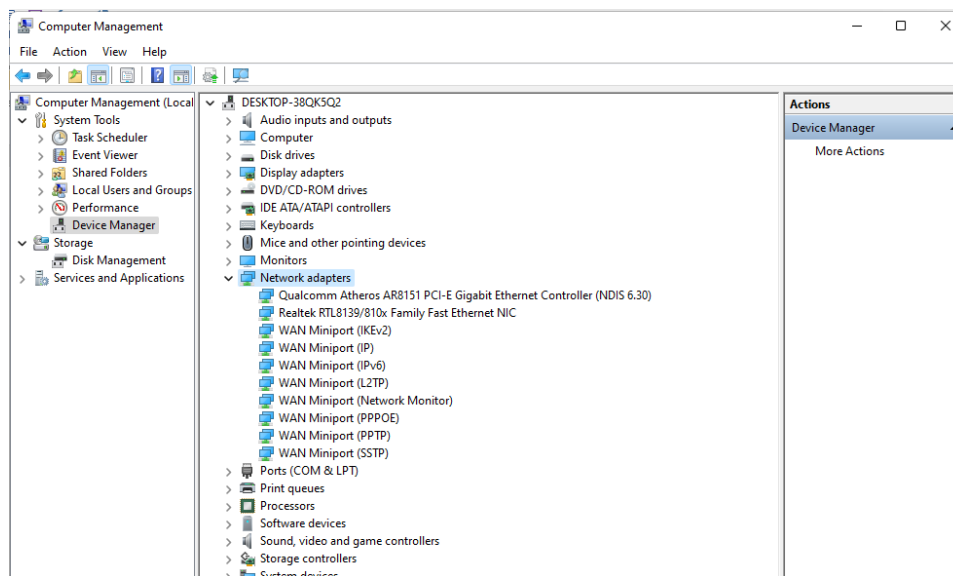 Computer Management
File Action View Help
Computer Management (Local
System Tools
Task Scheduler
Event Viewer
Shared Folders
Local Users and Groups
Performance
Device Manager
Storage
Disk Management
Services and Applications
DESKTOP-38QK5Q2
Audio inputs and outputs
Computer
Disk drives
Display adapters
DVD/CD-ROM drives
IDE ATA/ATAPI controllers
Keyboards
Mice and other pointing devices
Monitors
Network adapters
Qualcomm Atheros AR8151 PCI-E Gigabit Ethernet Controller (NDIS 6.30)
Realtek RTL8139/810x Family Fast Ethernet NIC
WAN Miniport (IKEv2)
WAN Miniport (IP)
WAN Miniport (IPv6)
WAN Miniport (L2TP)
WAN Miniport (Network Monitor)
WAN Miniport (PPPOE)
WAN Miniport (PPTP)
WAN Miniport (SSTP)
Ports (COM & LPT)
Print queues
Processors
Software devices
Sound, video and game controllers
Storage controllers
System devices
Actions
Device Manager
More Actions